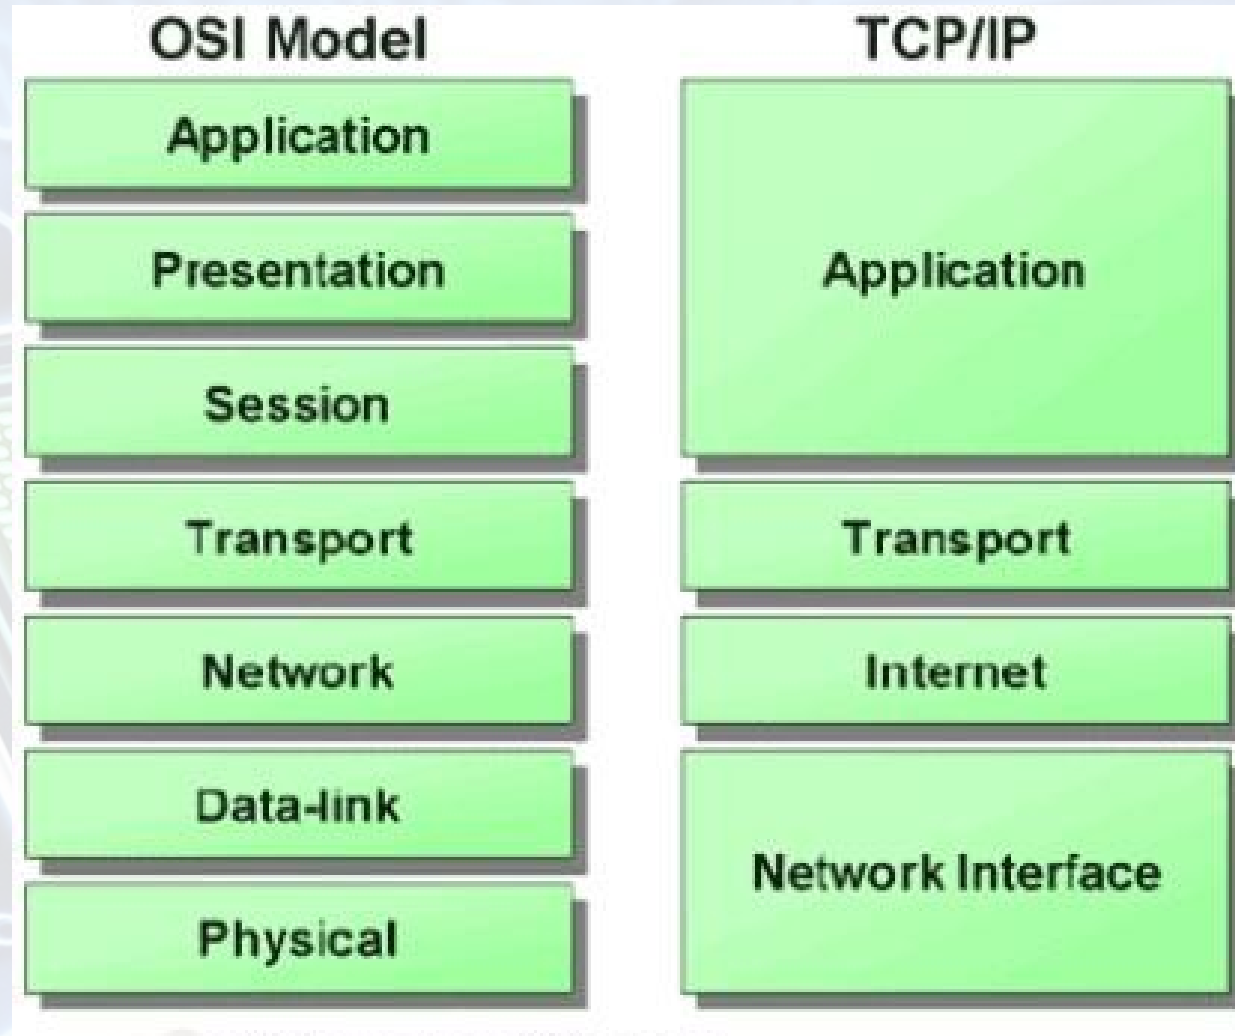 OSI Model
Application
Presentation
Session
Transport
Network
Data-link
Physical
TCP/IP
Application
Transport
Internet
Network Interface